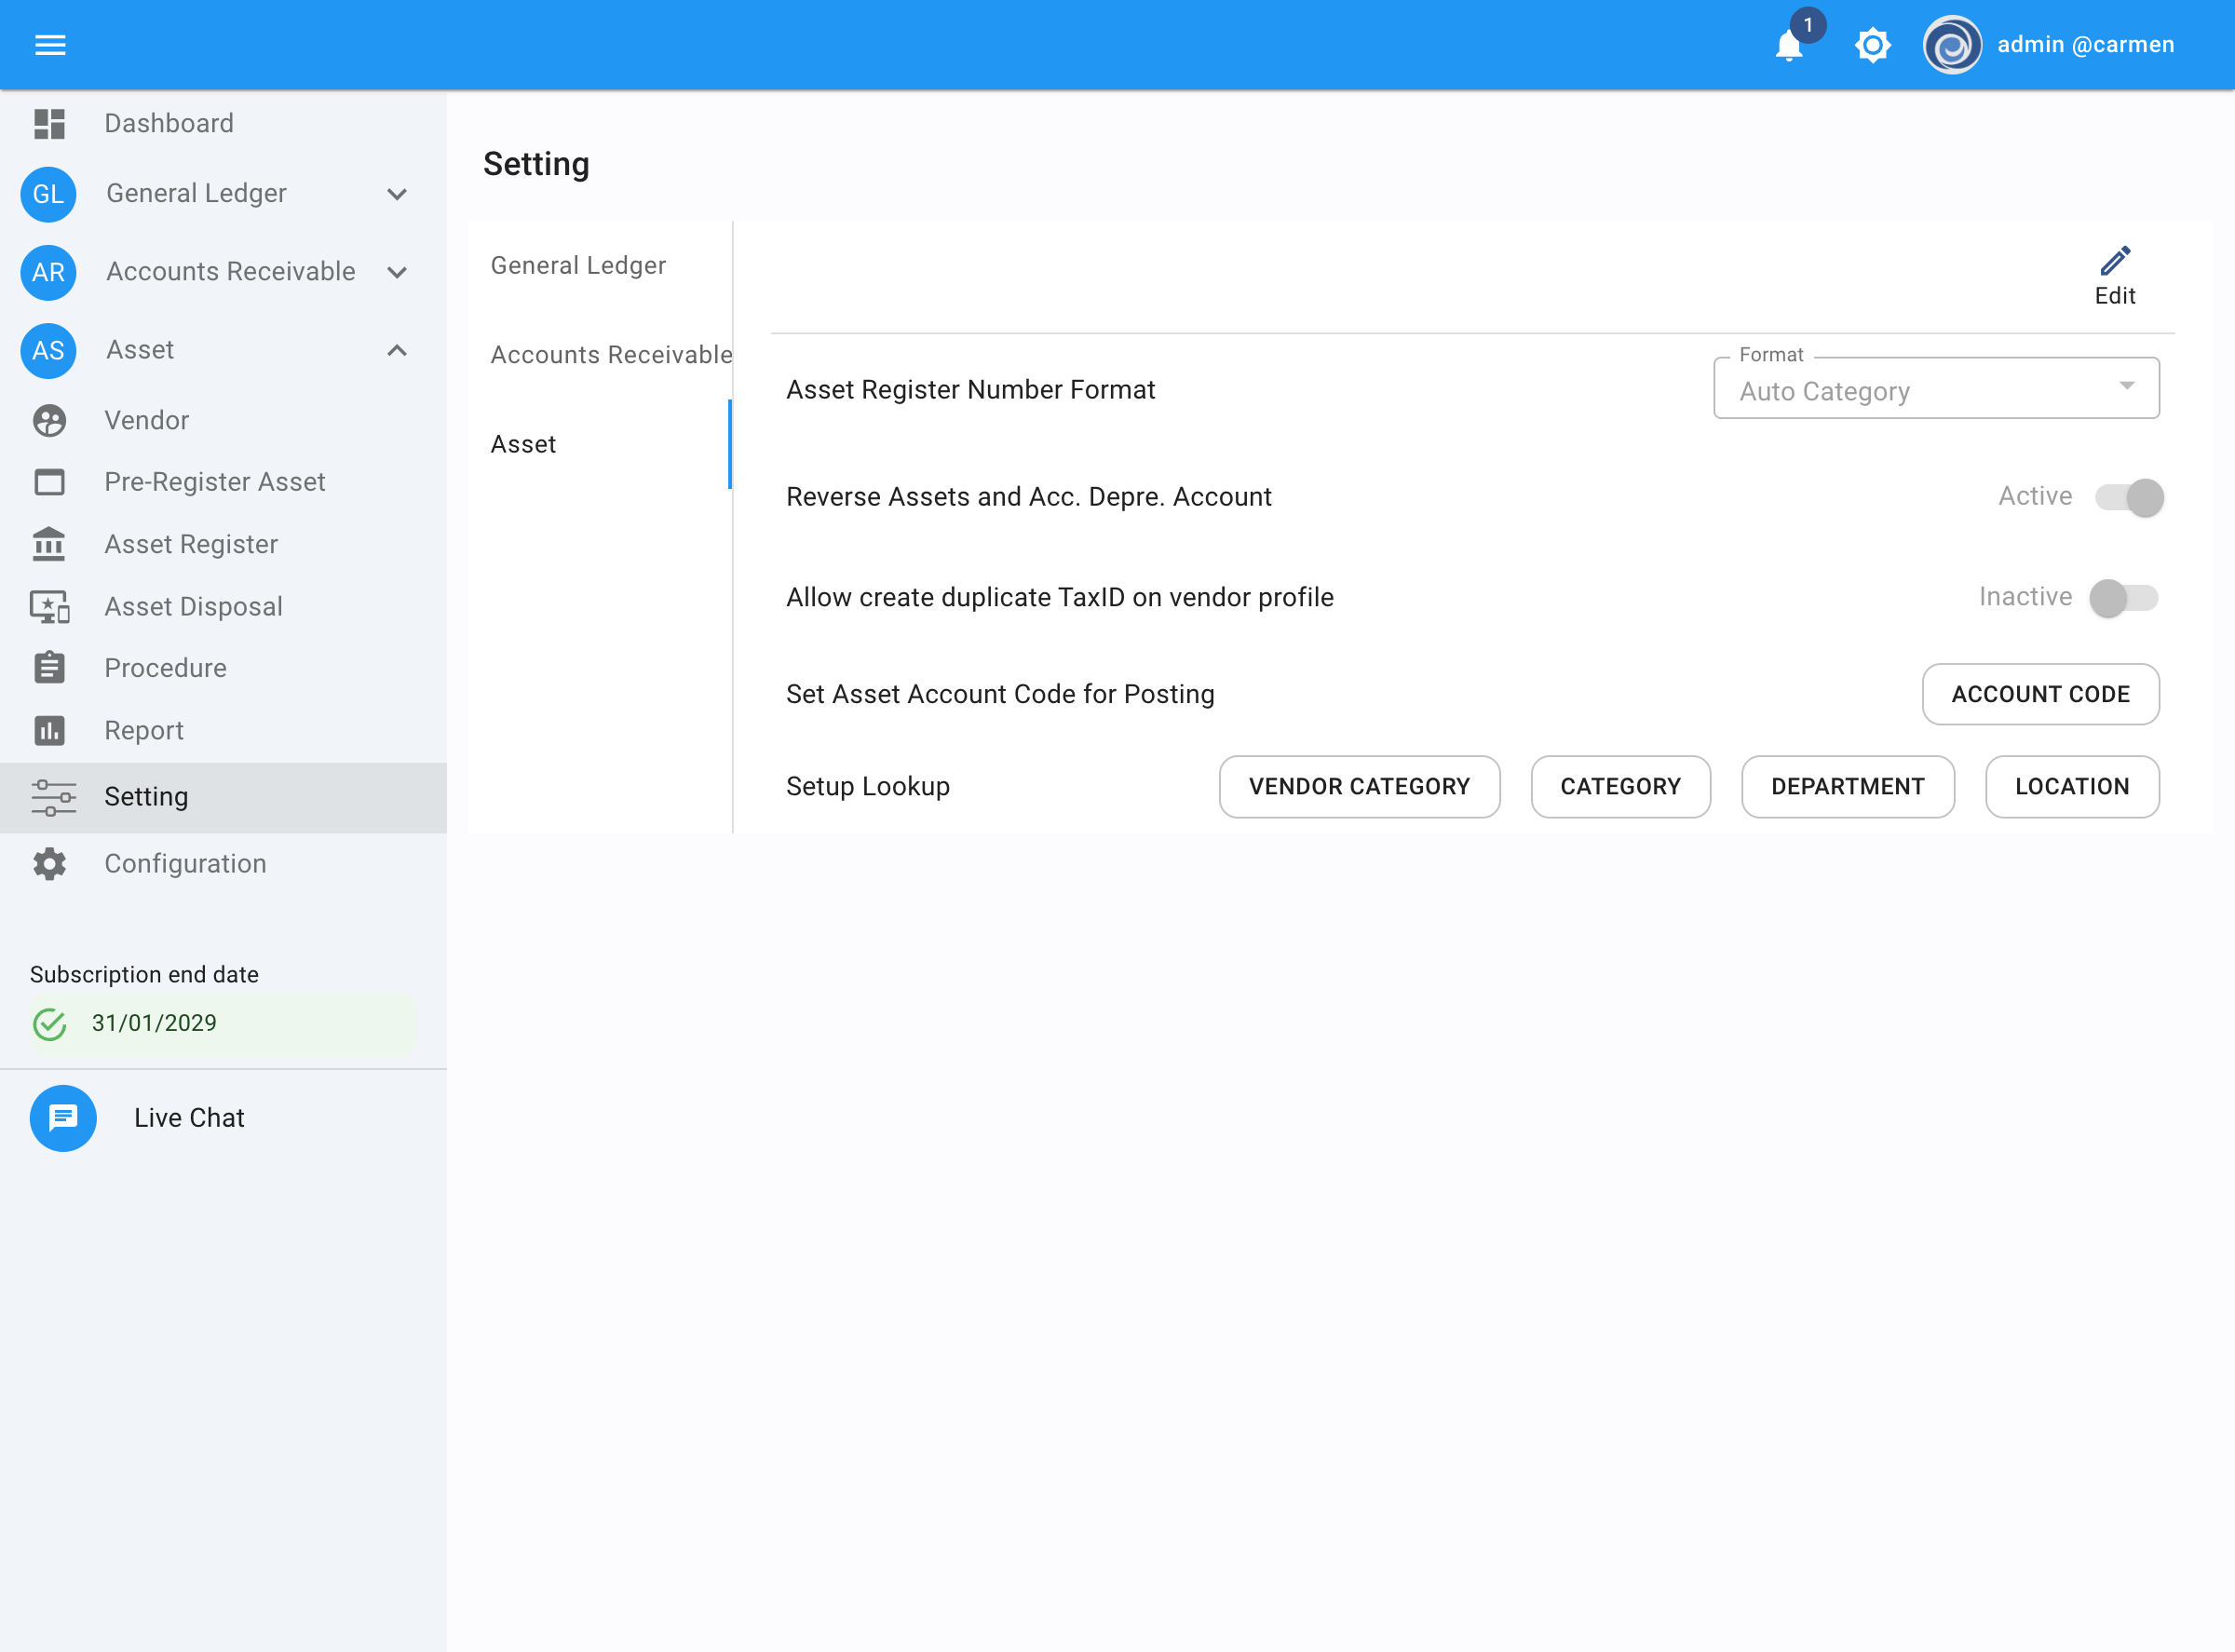 1
admin @carmen
Dashboard
GL
General Ledger
AR
Accounts Receivable
AS
Asset
Vendor
Pre-Register Asset
Asset Register
Asset Disposal
Procedure
Report
Setting
Configuration
Subscription end date
31/01/2029
Live Chat
Setting
General Ledger
Accounts Receivable
Asset
Edit
Asset Register Number Format
Format
Auto Category
Reverse Assets and Acc. Depre. Account
Active
Allow create duplicate TaxID on vendor profile
Inactive
Set Asset Account Code for Posting
ACCOUNT CODE
Setup Lookup
VENDOR CATEGORY
CATEGORY
DEPARTMENT
LOCATION